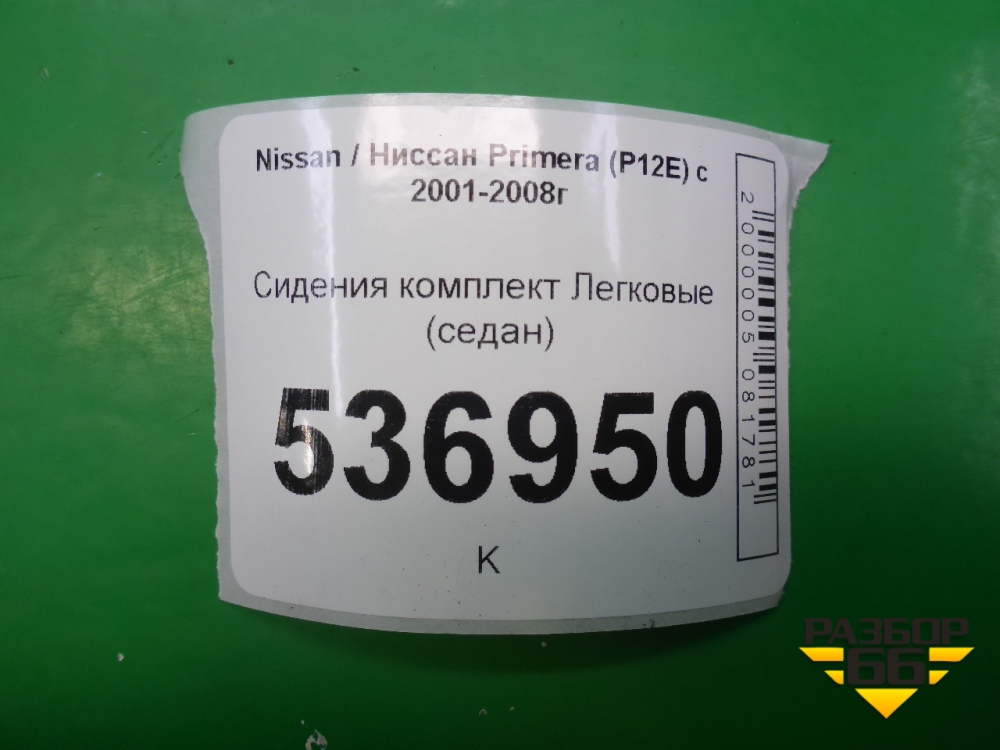 Nissan / Ниссан Primera (P12E) с
2001-2008г
Сидения комплект Легковые
(седан)
536950
К
2000005081781
РАЗБОР
66